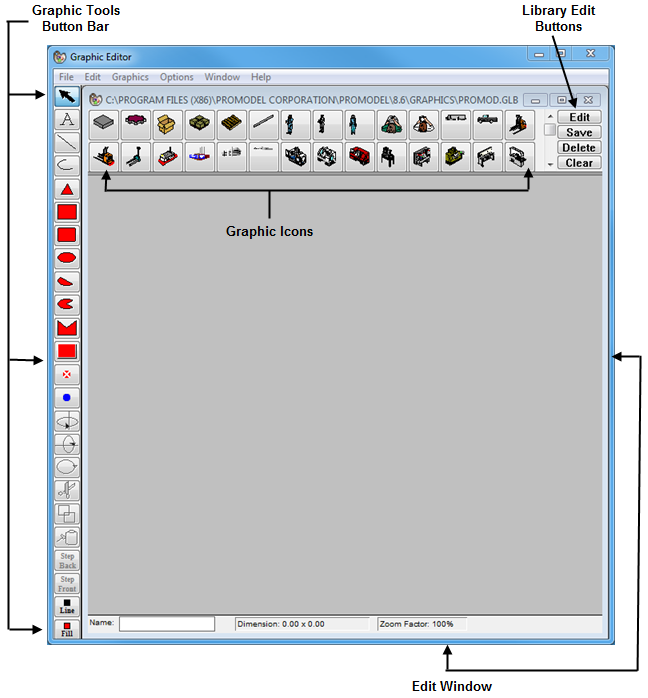 Graphic Tools
Button Bar
Library Edit
Buttons
Graphic Editor
File Edit Graphics Options Window Help
C:\PROGRAM FILES (X86)\PROMODEL CORPORATION\PROMODEL\8.6\GRAPHICS\PROMOD.GLB
Edit
Save
Delete
Clear
A
Graphic Icons
Step
Back
Step
Front
Line
Fill
Name:
Dimension: 0.00 x 0.00
Zoom Factor: 100%
Edit Window